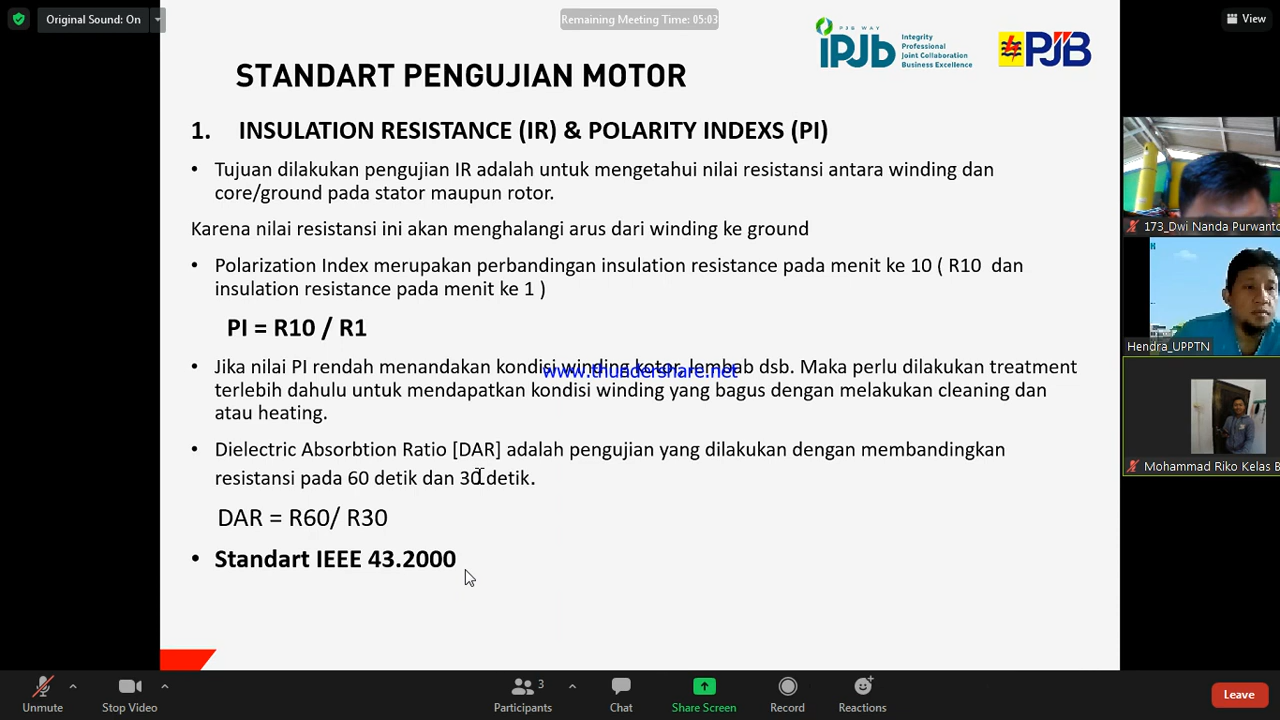 Original Sound: On
Remaining Meeting Time: 05:03
View
PJB WAY
iPJb
Integrity
Professional
Joint Collaboration
Business Excellence
PJB
STANDART PENGUJIAN MOTOR
1. INSULATION RESISTANCE (IR) & POLARITY INDEXS (PI)
• Tujuan dilakukan pengujian IR adalah untuk mengetahui nilai resistansi antara winding dan
core/ground pada stator maupun rotor.
Karena nilai resistansi ini akan menghalangi arus dari winding ke ground
• Polarization Index merupakan perbandingan insulation resistance pada menit ke 10 ( R10 dan
insulation resistance pada menit ke 1 )
PI = R10 / R1
• Jika nilai PI rendah menandakan kondisi winding kotor, lembab dsb. Maka perlu dilakukan treatment
www.thundershare.net
terlebih dahulu untuk mendapatkan kondisi winding yang bagus dengan melakukan cleaning dan
atau heating.
• Dielectric Absorbtion Ratio [DAR] adalah pengujian yang dilakukan dengan membandingkan
resistansi pada 60 detik dan 30 detik.
DAR = R60/ R30
• Standart IEEE 43.2000
173_Dwi Nanda Purwanto
Hendra_UPPTN
Mohammad Riko Kelas B
Unmute
Stop Video
3
Participants
Chat
Share Screen
Record
Reactions
Leave